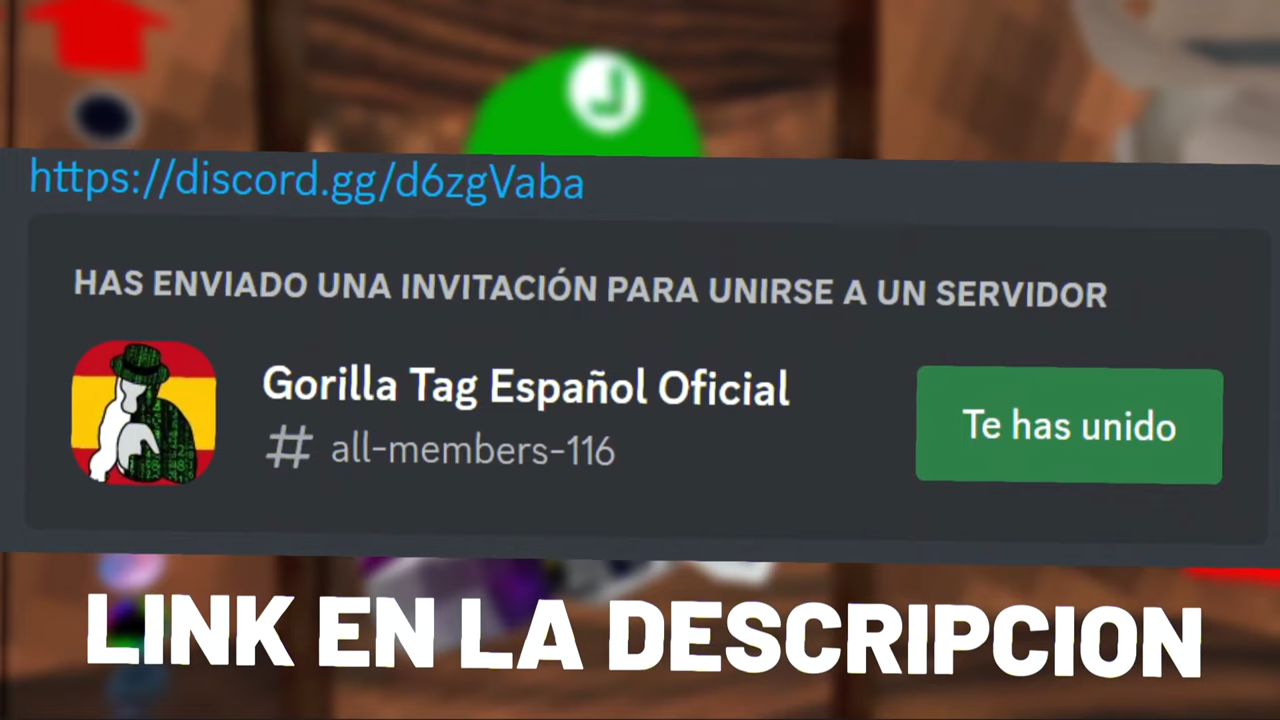 https://discord.gg/d6zgVaba
HAS ENVIADO UNA INVITACIÓN PARA UNIRSE A UN SERVIDOR
Gorilla Tag Español Oficial
# all-members-116
Te has unido
LINK EN LA DESCRIPCION